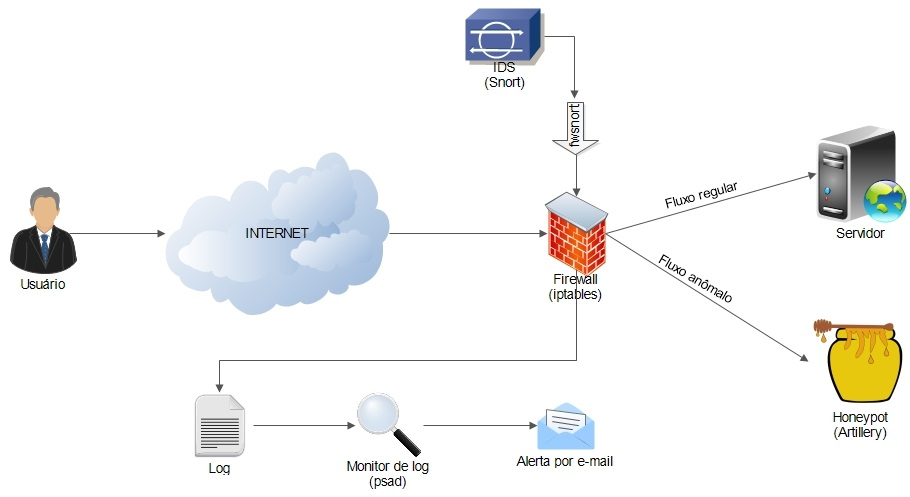 IDS
(Snort)
fwsnort
Usuário
INTERNET
Firewall
(iptables)
Fluxo regular
Servidor
Fluxo anômalo
Honeypot
(Artillery)
Log
Monitor de log
(psad)
Alerta por e-mail